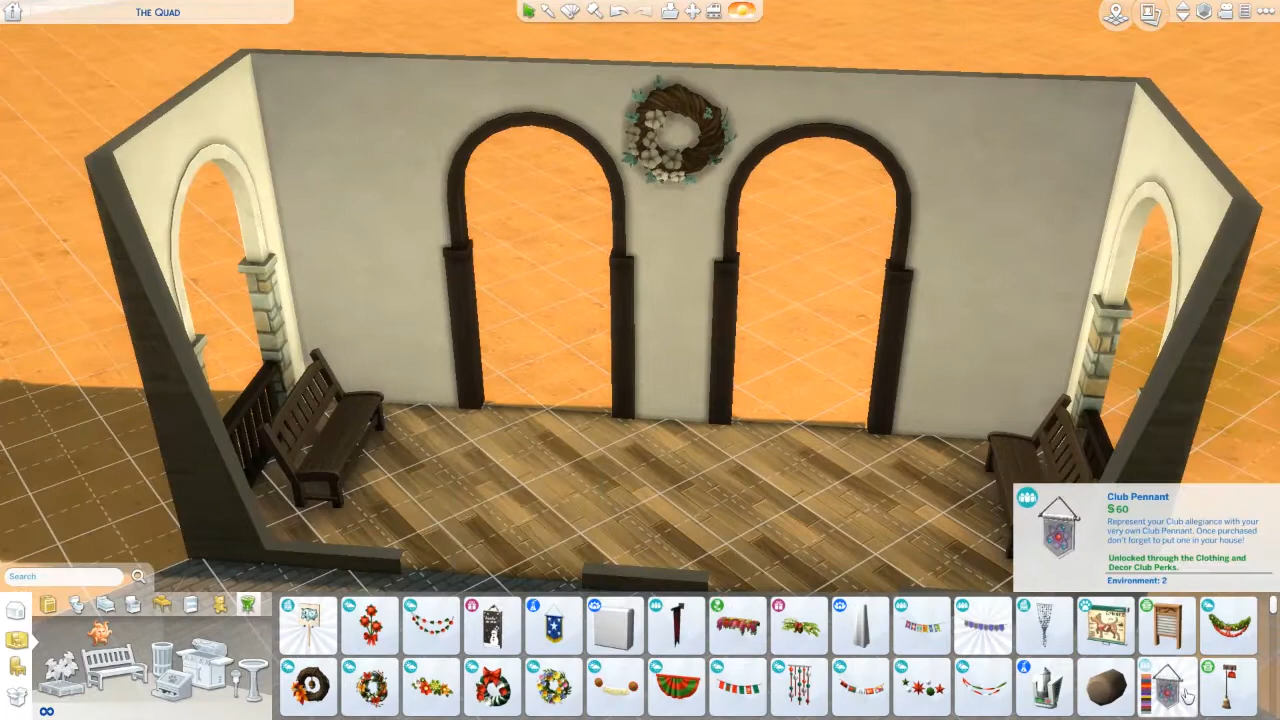 The Quad
Club Pennant
§60
Represent your Club allegiance with your
very own Club Pennant. Once purchased
don't forget to put one in your house!
Unlocked through the Clothing and
Decor Club Perks.
Environment: 2
Search